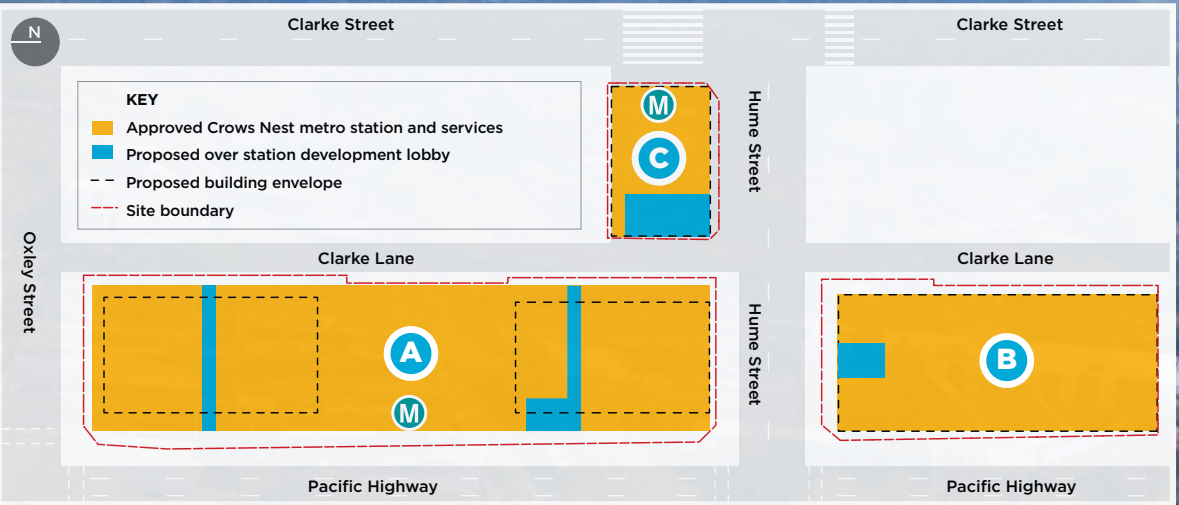 Clarke Street
Clarke Street
N
KEY
Approved Crows Nest metro station and services
Proposed over station development lobby
Proposed building envelope
Site boundary
M
C
Hume Street
Oxley Street
Clarke Lane
Clarke Lane
A
M
Hume Street
B
Pacific Highway
Pacific Highway